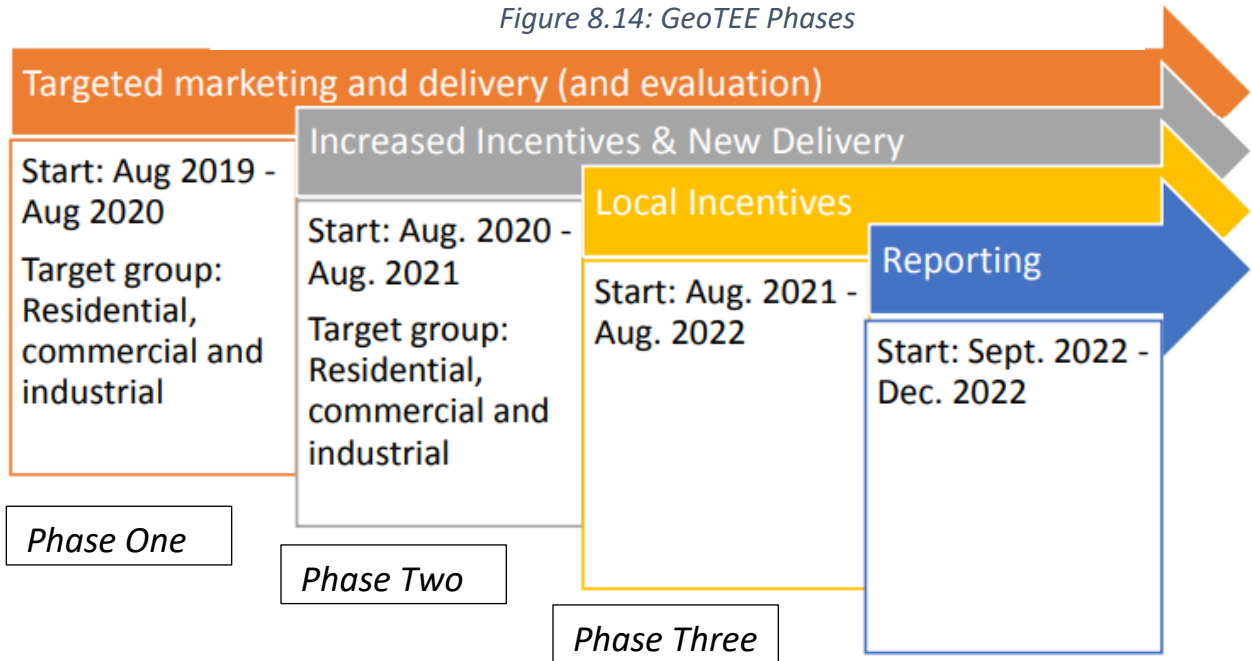 Figure 8.14: GeoTEE Phases
Targeted marketing and delivery (and evaluation)
Start: Aug 2019 -
Aug 2020
Target group:
Residential,
commercial and
industrial
Phase One
Increased Incentives & New Delivery
Start: Aug. 2020 -
Aug. 2021
Target group:
Residential,
commercial and
industrial
Phase Two
Local Incentives
Start: Aug. 2021 -
Aug. 2022
Phase Three
Reporting
Start: Sept. 2022 -
Dec. 2022